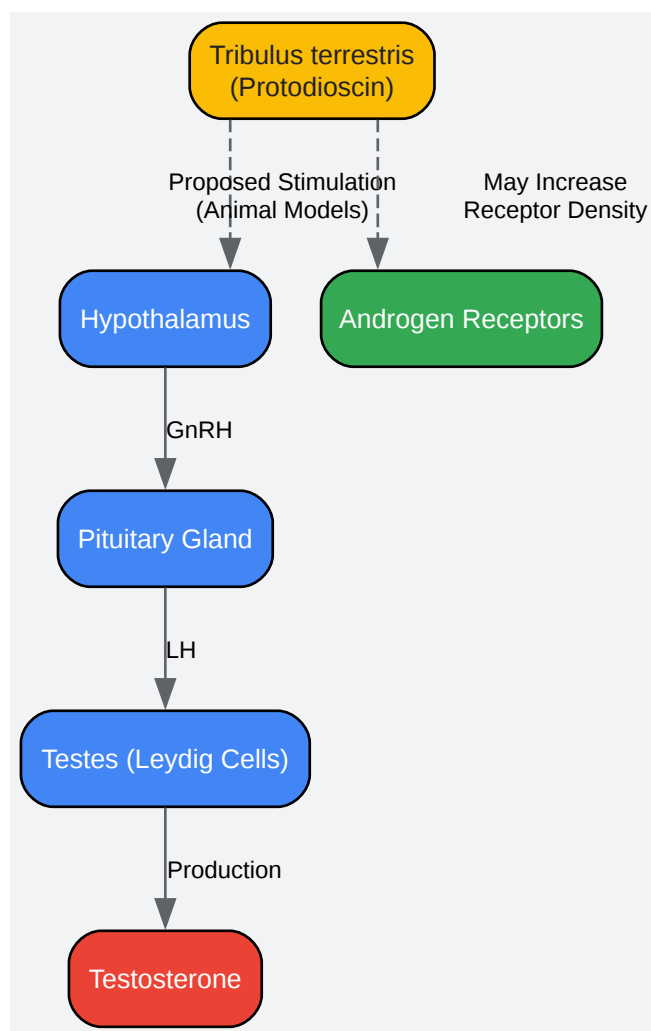 Tribulus terrestris
(Protodioscin)
Proposed Stimulation
(Animal Models)
May Increase
Receptor Density
Hypothalamus
Androgen Receptors
GnRH
Pituitary Gland
LH
Testes (Leydig Cells)
Production
Testosterone